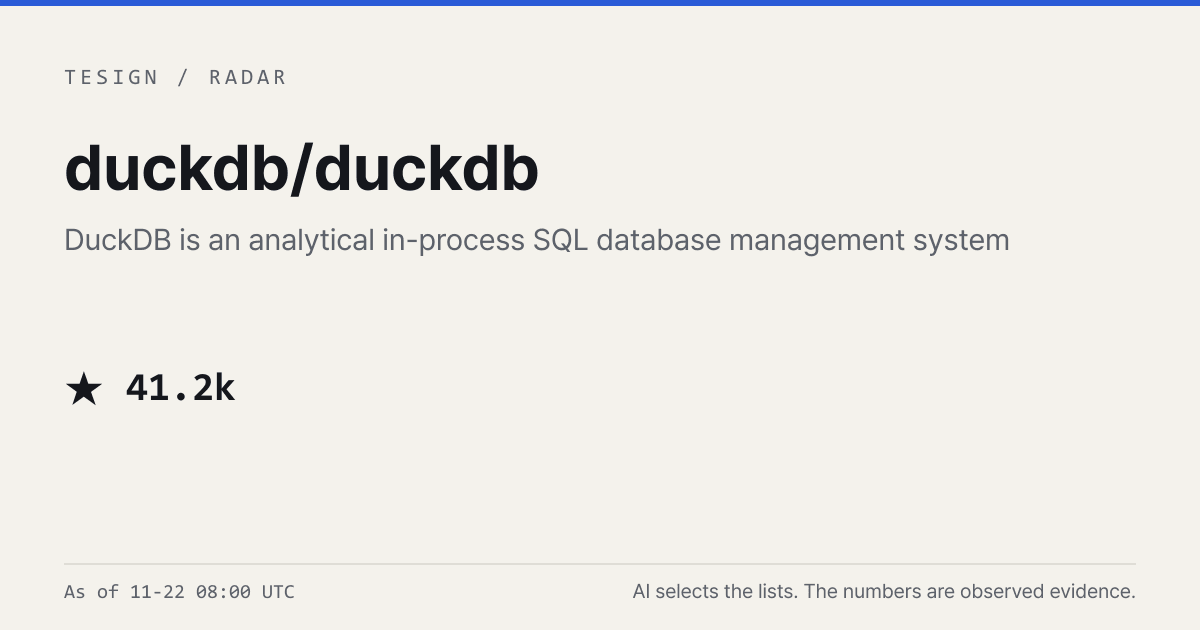 TESIGN / RADAR
duckdb/duckdb
DuckDB is an analytical in-process SQL database management system
★ 41.2k
As of 11-22 08:00 UTC
AI selects the lists. The numbers are observed evidence.